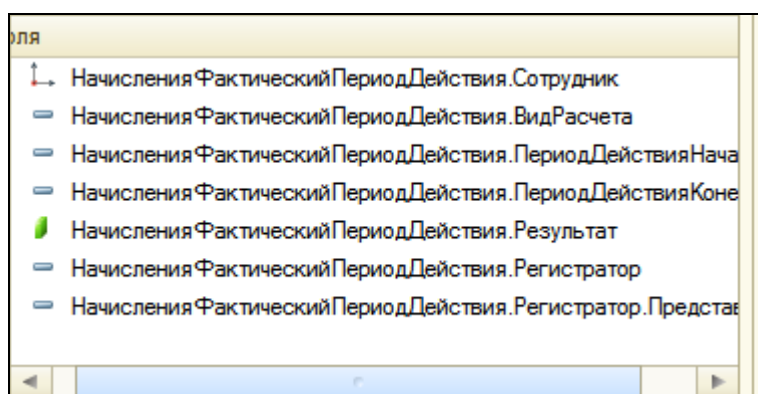 оля
НачисленияФактическийПериодДействия.Сотрудник
НачисленияФактическийПериодДействия.ВидРасчета
НачисленияФактическийПериодДействия.ПериодДействияНача
НачисленияФактическийПериодДействия.ПериодДействияКоне
НачисленияФактическийПериодДействия.Результат
НачисленияФактическийПериодДействия.Регистратор
НачисленияФактическийПериодДействия.Регистратор.Представ